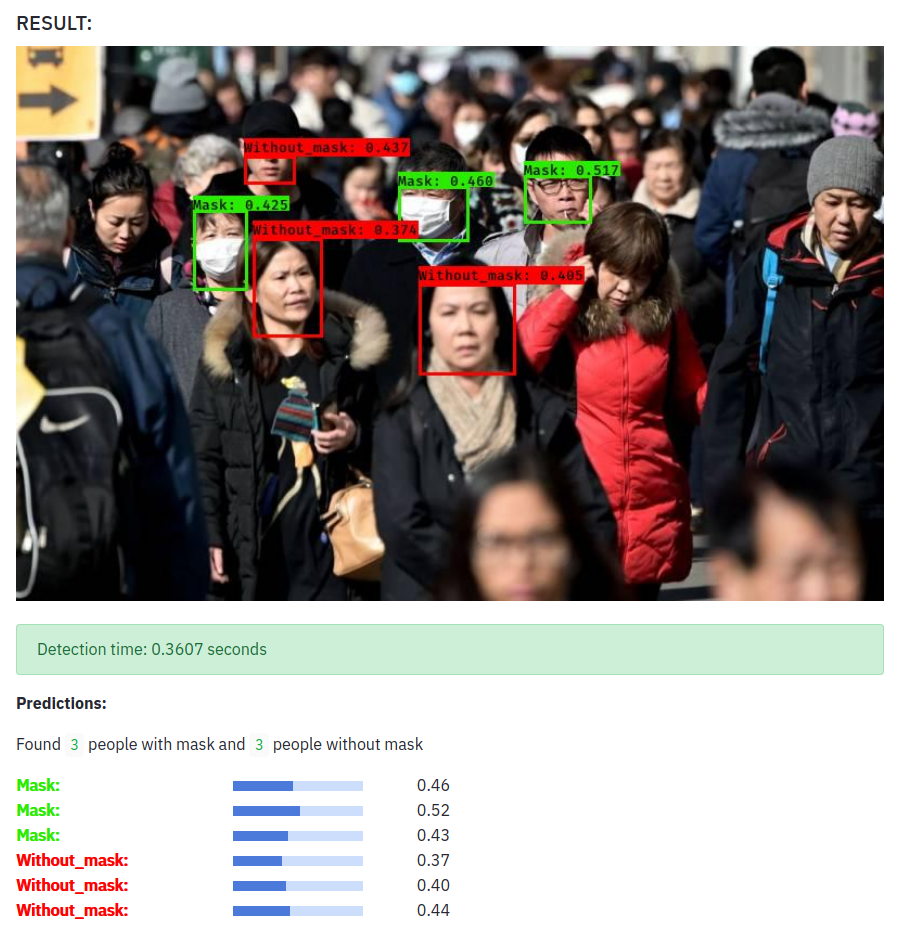 RESULT:
Without_mask: 0.437
Mask: 0.517
Mask: 0.460
Mask: 0.425
Without_mask: 0.374
Without_mask: 0.405
Detection time: 0.3607 seconds
Predictions:
Found 3 people with mask and 3 people without mask
Mask: 0.46
Mask: 0.52
Mask: 0.43
Without_mask: 0.37
Without_mask: 0.40
Without_mask: 0.44